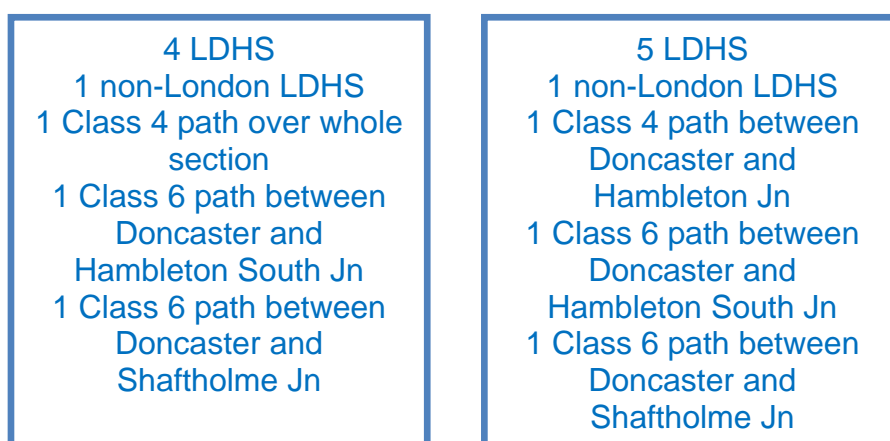 4 LDHS
1 non-London LDHS
1 Class 4 path over whole
section
1 Class 6 path between
Doncaster and
Hambleton South Jn
1 Class 6 path between
Doncaster and
Shaftholme Jn
5 LDHS
1 non-London LDHS
1 Class 4 path between
Doncaster and
Hambleton Jn
1 Class 6 path between
Doncaster and
Hambleton South Jn
1 Class 6 path between
Doncaster and
Shaftholme Jn